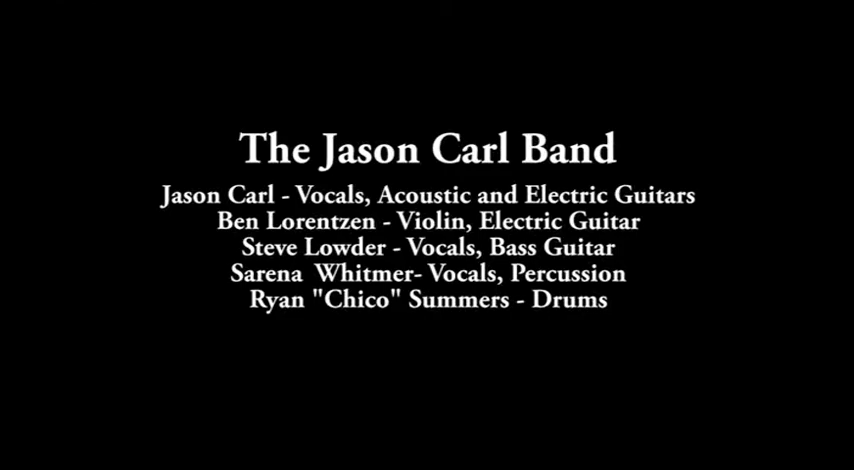 The Jason Carl Band
Jason Carl - Vocals, Acoustic and Electric Guitars
Ben Lorentzen - Violin, Electric Guitar
Steve Lowder - Vocals, Bass Guitar
Sarena  Whitmer- Vocals, Percussion
Ryan "Chico" Summers - Drums